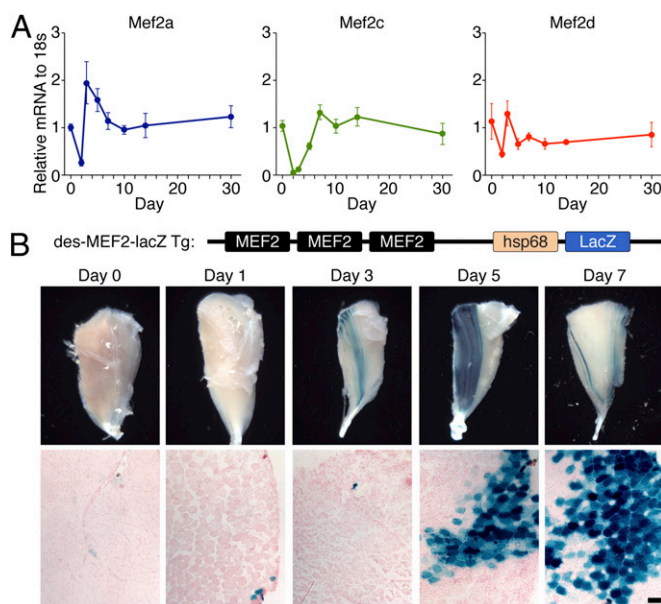 A
Mef2a
Mef2c
Mef2d
Relative mRNA to 18s
3
2
1
0
0 10 20 30
Day
3
2
1
0
0 10 20 30
Day
3
2
1
0
0 10 20 30
Day
B
des-MEF2-lacZ Tg: MEF2 MEF2 MEF2 hsp68 LacZ
Day 0 Day 1 Day 3 Day 5 Day 7